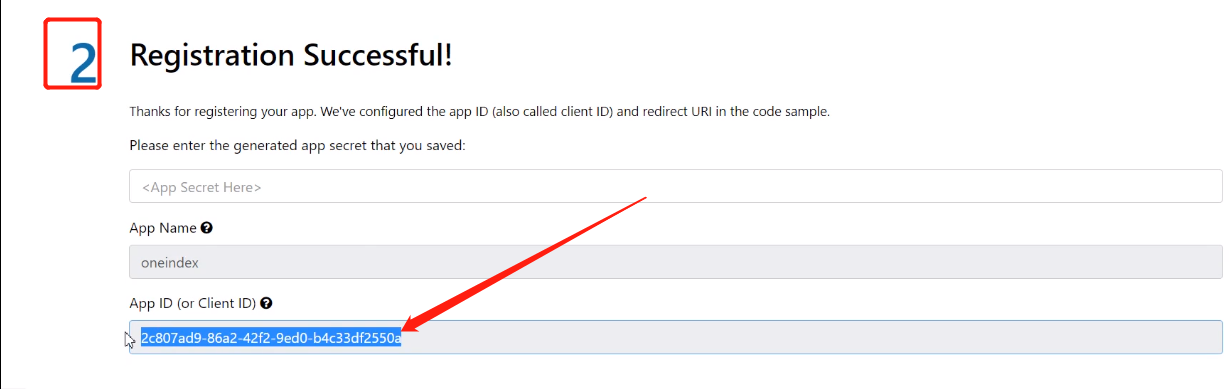 2
Registration Successful!
Thanks for registering your app. We've configured the app ID (also called client ID) and redirect URI in the code sample.
Please enter the generated app secret that you saved:
<App Secret Here>
App Name ?
oneindex
App ID (or Client ID) ?
2c807ad9-86a2-42f2-9ed0-b4c33df2550a